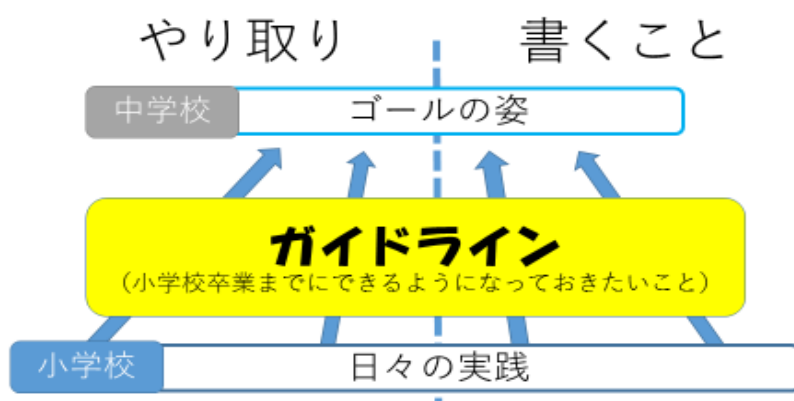 やり取り 書くこと
中学校 ゴールの姿
ガイドライン
（小学校卒業までにできるようになっておきたいこと）
小学校 日々の実践